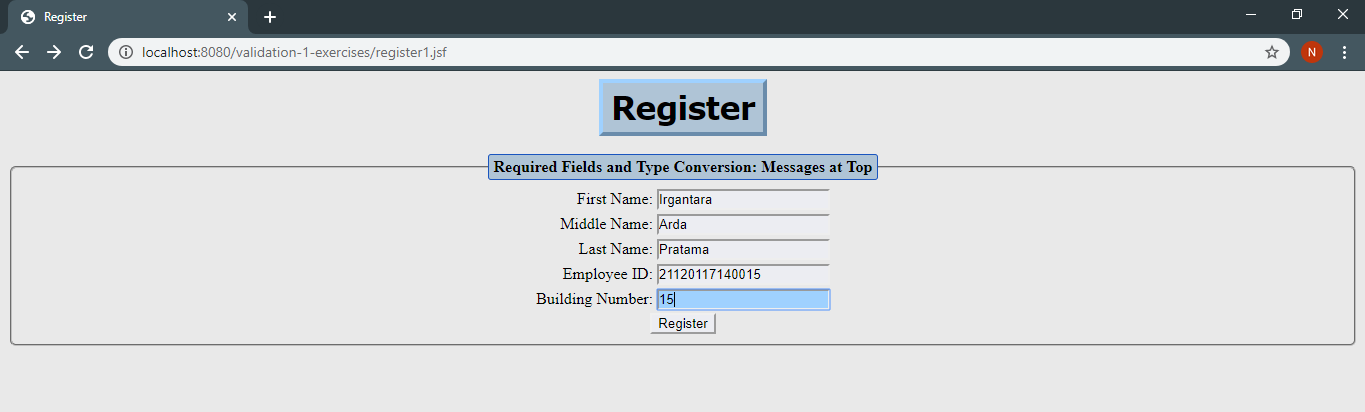 Register
localhost:8080/validation-1-exercises/register1.jsf
N
Register
Required Fields and Type Conversion: Messages at Top
First Name: Irgantara
Middle Name: Arda
Last Name: Pratama
Employee ID: 21120117140015
Building Number: 15
Register